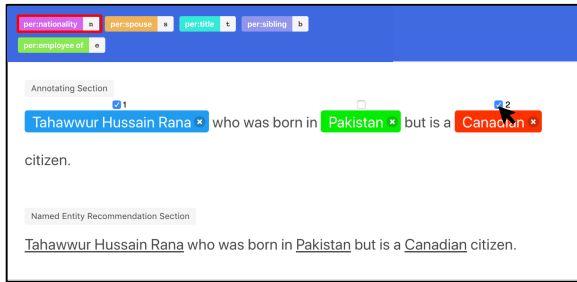 per:nationality n per:spouse s per:title t per:sibling b
per:employee of e
Annotating Section
1 2
Tahawwur Hussain Rana × who was born in Pakistan × but is a Canadian ×
citizen.
Named Entity Recommendation Section
Tahawwur Hussain Rana who was born in Pakistan but is a Canadian citizen.